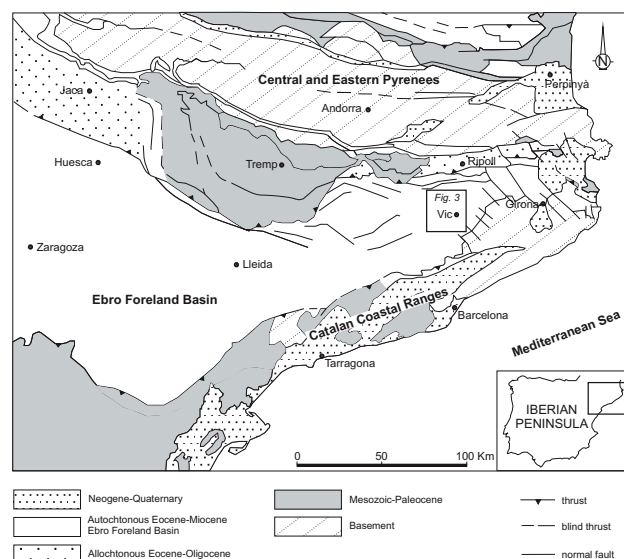 Central and Eastern Pyrenees
Perpinyà
N
Jaca
Andorra
Huesca
Tremp
Ripoll
Fig. 3
Vic
Girona
Zaragoza
Lleida
Ebro Foreland Basin
Catalan Coastal Ranges
Barcelona
Mediterranean Sea
Tarragona
IBERIAN
PENINSULA
0 50 100 Km
Neogene-Quaternary
Mesozoic-Paleocene
thrust
Autochtonous Eocene-Miocene
Ebro Foreland Basin
Basement
blind thrust
Allochtonous Eocene-Oligocene
normal fault